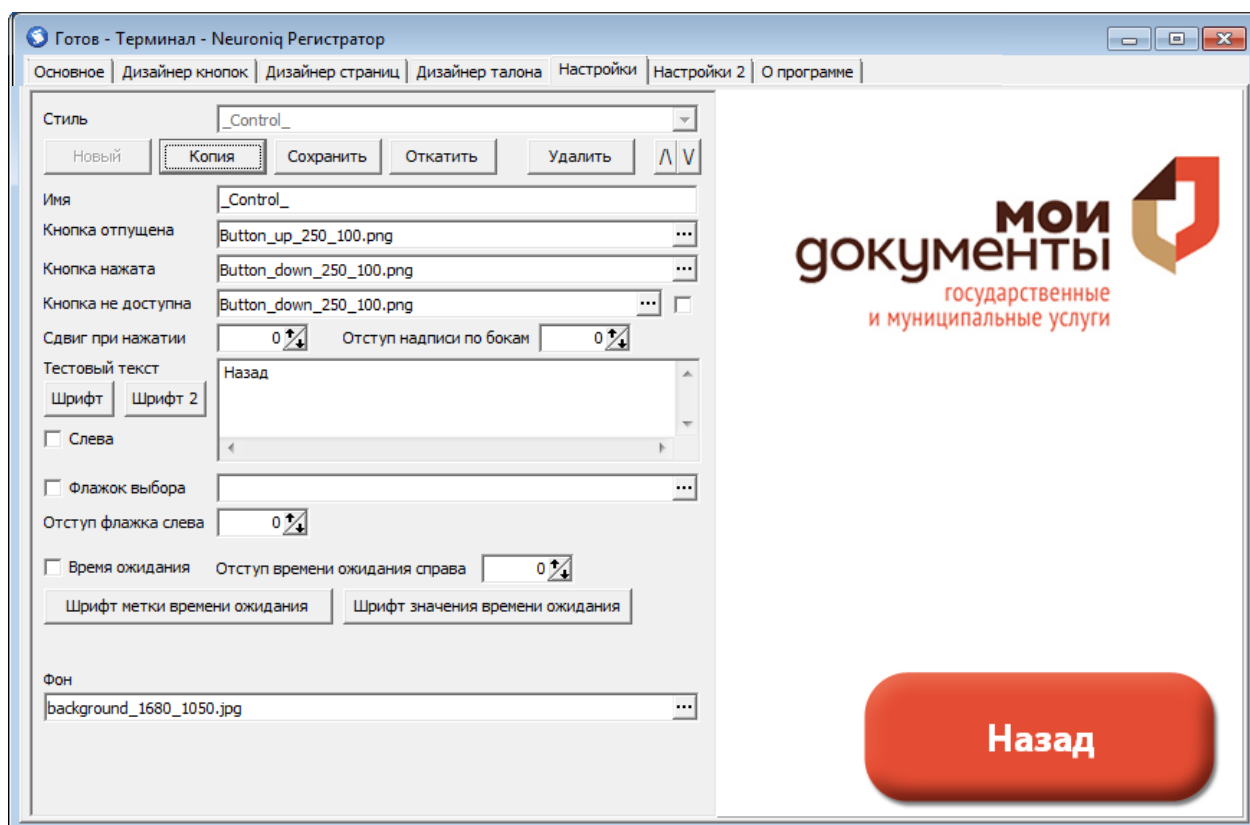 Готов - Терминал - Neuroniq Регистратор
Основное Дизайнер кнопок Дизайнер страниц Дизайнер талона Настройки Настройки 2 О программе
Стиль _Control_
Новый Копия Сохранить Откатить Удалить /\ \/
Имя _Control_
Кнопка отпущена Button_up_250_100.png ...
Кнопка нажата Button_down_250_100.png ...
Кнопка не доступна Button_down_250_100.png ...
Сдвиг при нажатии 0 Отступ надписи по бокам 0
Тестовый текст Назад
Шрифт Шрифт 2
Слева
Флажок выбора ...
Отступ флажка слева 0
Время ожидания Отступ времени ожидания справа 0
Шрифт метки времени ожидания Шрифт значения времени ожидания
Фон
background_1680_1050.jpg ...
мои
документы
государственные
и муниципальные услуги
Назад